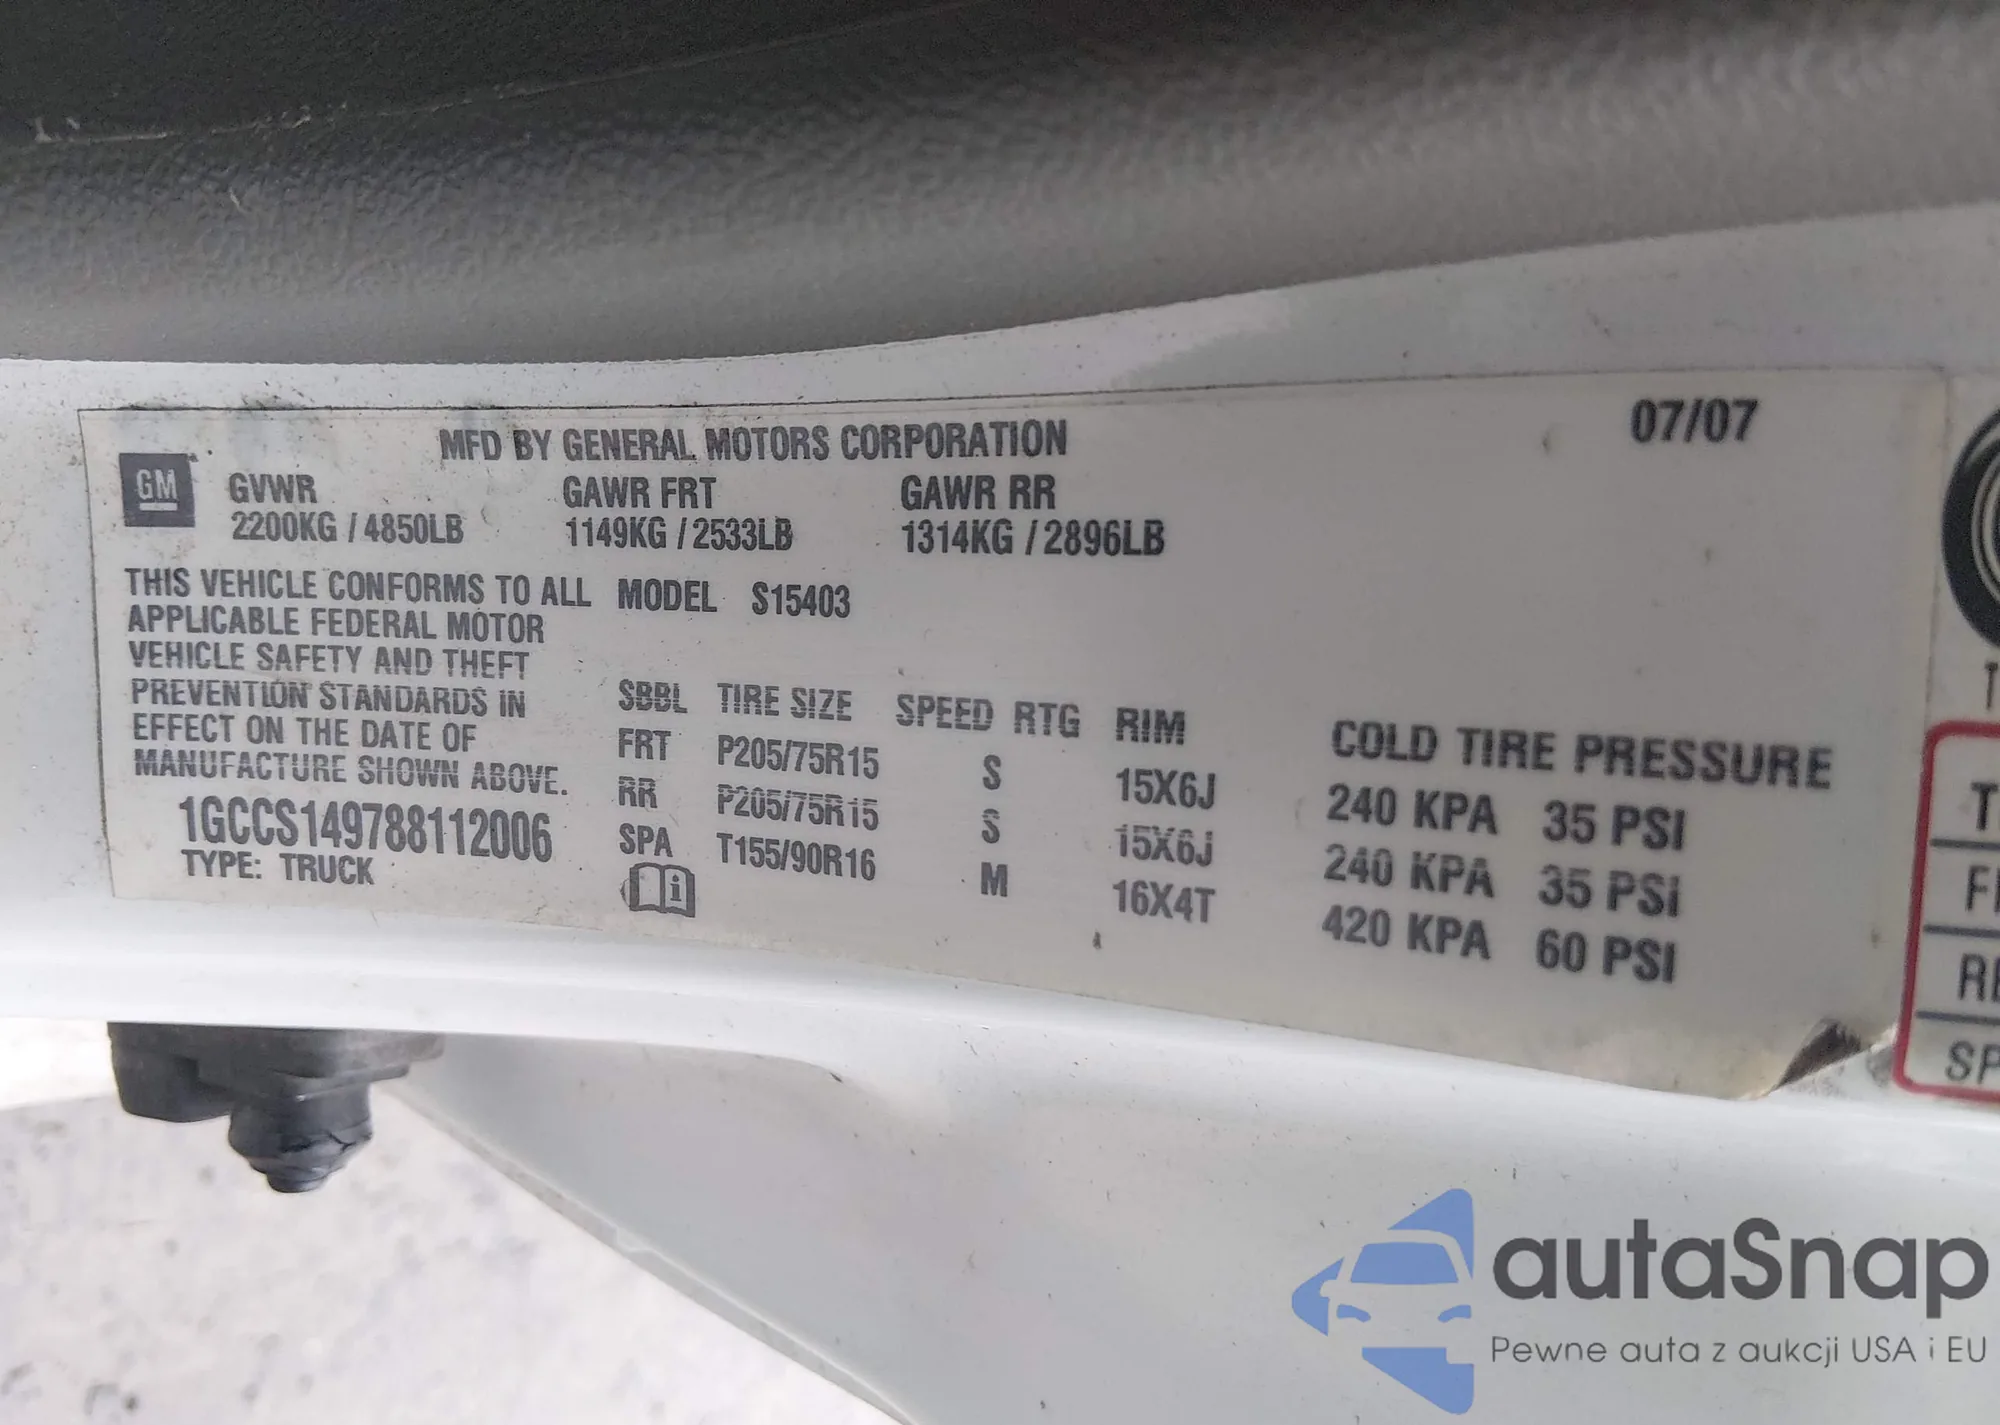 07/07
MFD BY GENERAL MOTORS CORPORATION
GM
GVWR GAWR FRT GAWR RR
2200KG / 4850LB 1149KG / 2533LB 1314KG / 2896LB
THIS VEHICLE CONFORMS TO ALL
APPLICABLE FEDERAL MOTOR
VEHICLE SAFETY AND THEFT
PREVENTION STANDARDS IN
EFFECT ON THE DATE OF
MANUFACTURE SHOWN ABOVE.
1GCCS149788112006
TYPE: TRUCK
MODEL S15403
SBBL TIRE SIZE SPEED RTG RIM COLD TIRE PRESSURE
FRT P205/75R15 S 15X6J 240 KPA 35 PSI
RR P205/75R15 S 15X6J 240 KPA 35 PSI
SPA T155/90R16 M 16X4T 420 KPA 60 PSI
i
autaSnap
Pewne auta z aukcji USA i EU